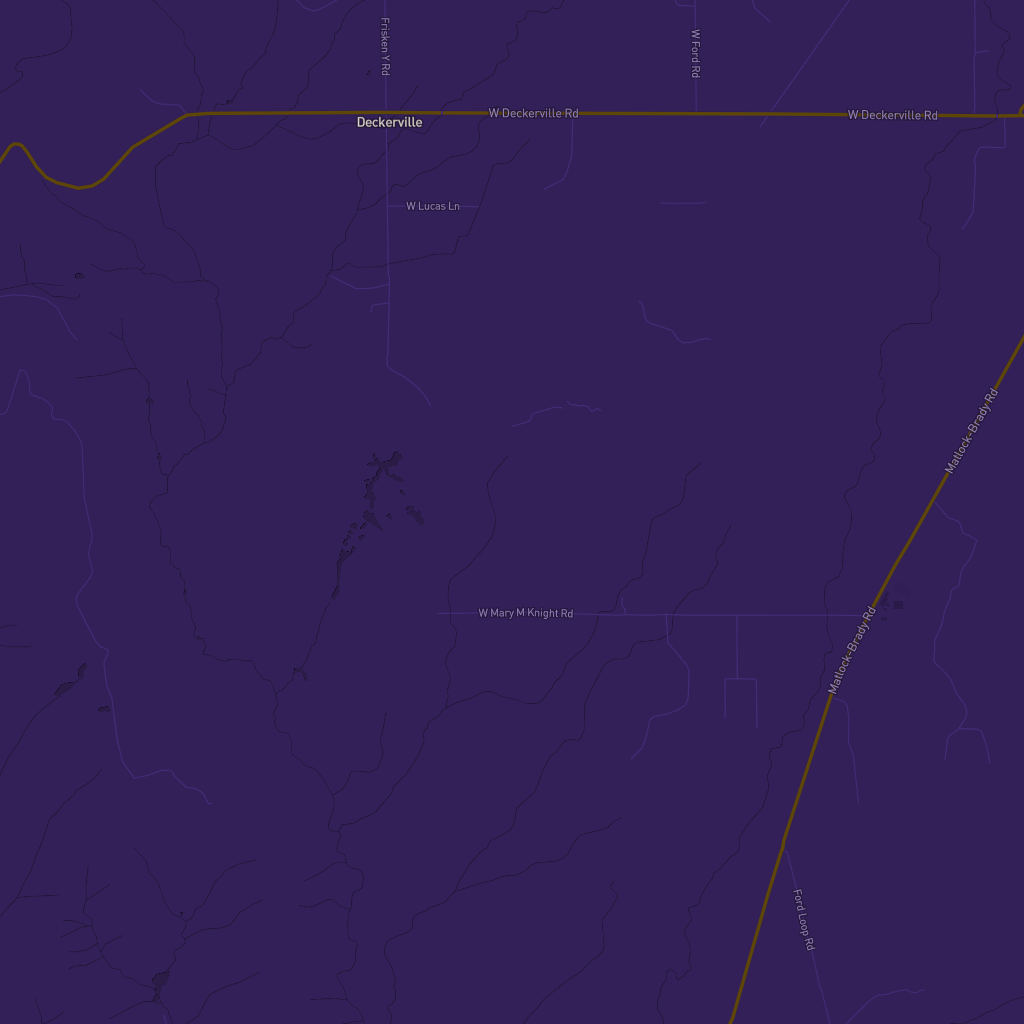 Frisken Y Rd
W Ford Rd
W Deckerville Rd
W Deckerville Rd
Deckerville
W Lucas Ln
Matlock-Brady Rd
W Mary M Knight Rd
Matlock-Brady Rd
Ford Loop Rd